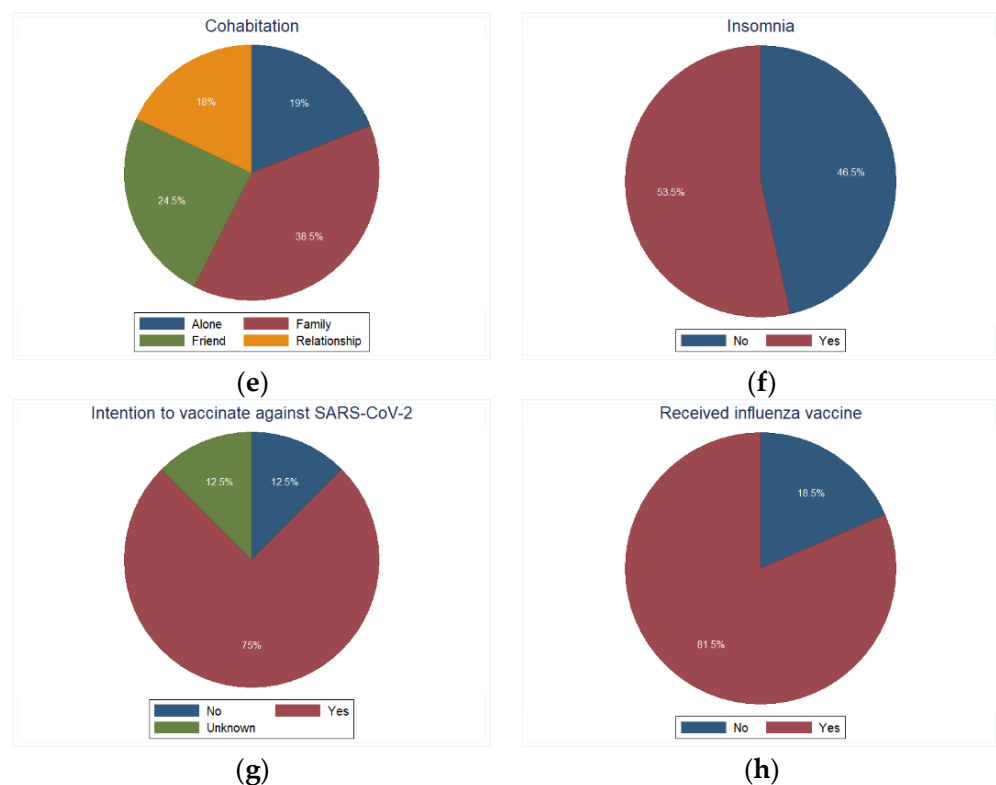 Cohabitation
18%
19%
24.5%
38.5%
Alone Family
Friend Relationship
(e)
Insomnia
53.5%
46.5%
No Yes
(f)
Intention to vaccinate against SARS-CoV-2
12.5% 12.5%
75%
No Yes
Unknown
(g)
Received influenza vaccine
18.5%
81.5%
No Yes
(h)